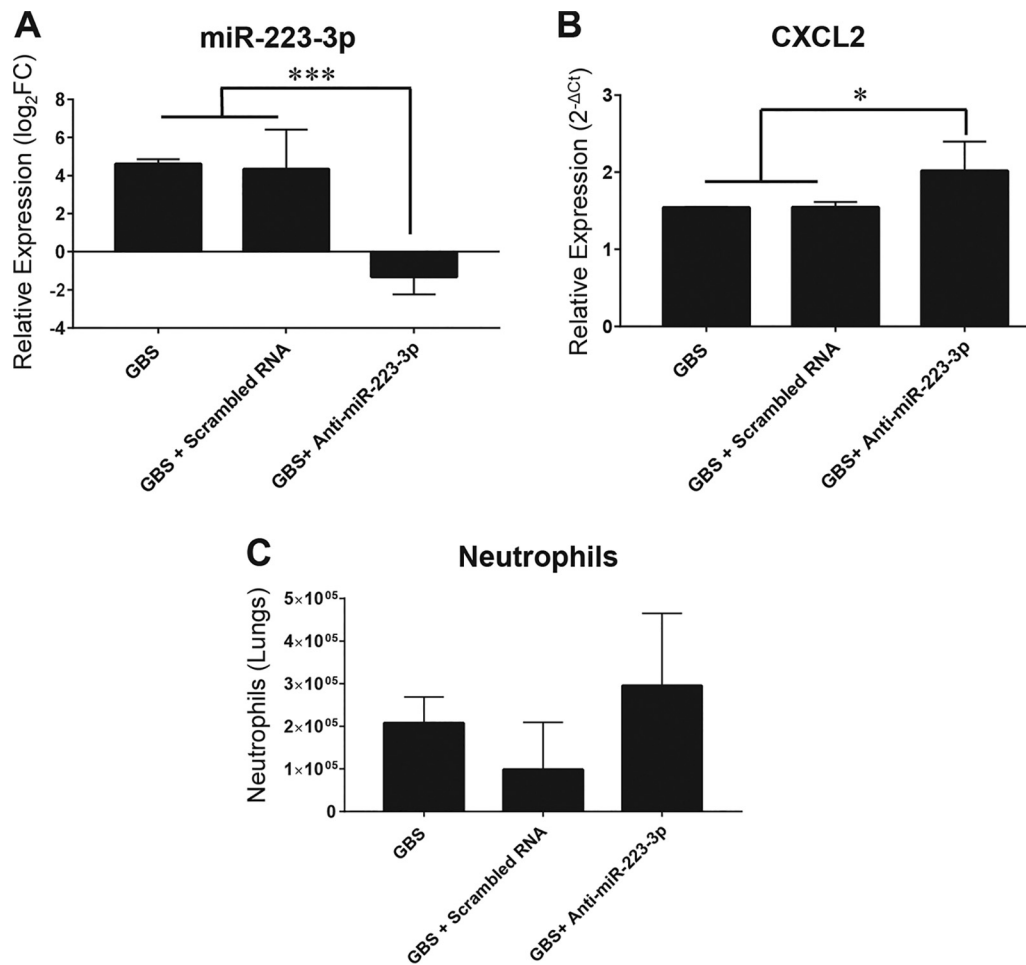 A
miR-223-3p
***
Relative Expression (log₂FC)
8
6
4
2
0
-2
-4
GBS
GBS + Scrambled RNA
GBS+ Anti-miR-223-3p
B
CXCL2
*
Relative Expression (2^-ΔCt)
3
2
1
0
GBS
GBS + Scrambled RNA
GBS+ Anti-miR-223-3p
C
Neutrophils
Neutrophils (Lungs)
5×10⁰⁵
4×10⁰⁵
3×10⁰⁵
2×10⁰⁵
1×10⁰⁵
0
GBS
GBS + Scrambled RNA
GBS+ Anti-miR-223-3p